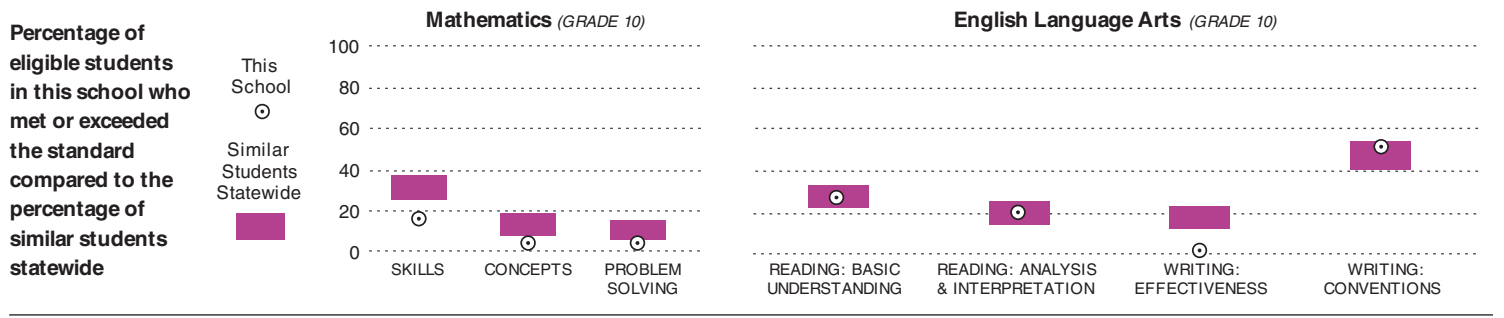 Percentage of
eligible students
in this school who
met or exceeded
the standard
compared to the
percentage of
similar students
statewide
This
School
Similar
Students
Statewide
Mathematics (GRADE 10)
100
80
60
40
20
0
SKILLS
CONCEPTS
PROBLEM
SOLVING
English Language Arts (GRADE 10)
READING: BASIC
UNDERSTANDING
READING: ANALYSIS
& INTERPRETATION
WRITING:
EFFECTIVENESS
WRITING:
CONVENTIONS